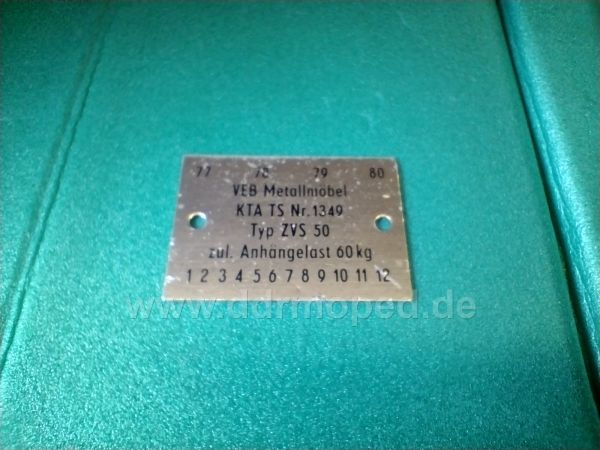 77 78 79 80
VEB Metallmöbel
KTA TS Nr. 1349
Typ ZVS 50
zul. Anhängelast 60 kg
1 2 3 4 5 6 7 8 9 10 11 12
www.ddrmoped.de